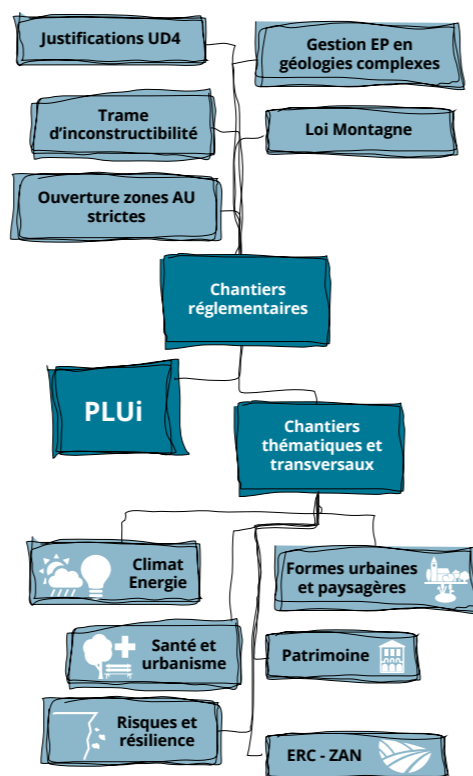 Justifications UD4
Gestion EP en
géologies complexes
Trame
d'inconstructibilité
Loi Montagne
Ouverture zones AU
strictes
Chantiers
réglementaires
PLUi
Chantiers
thématiques et
transversaux
Climat
Energie
Formes urbaines
et paysagères
Santé et
urbanisme
Patrimoine
Risques et
résilience
ERC - ZAN